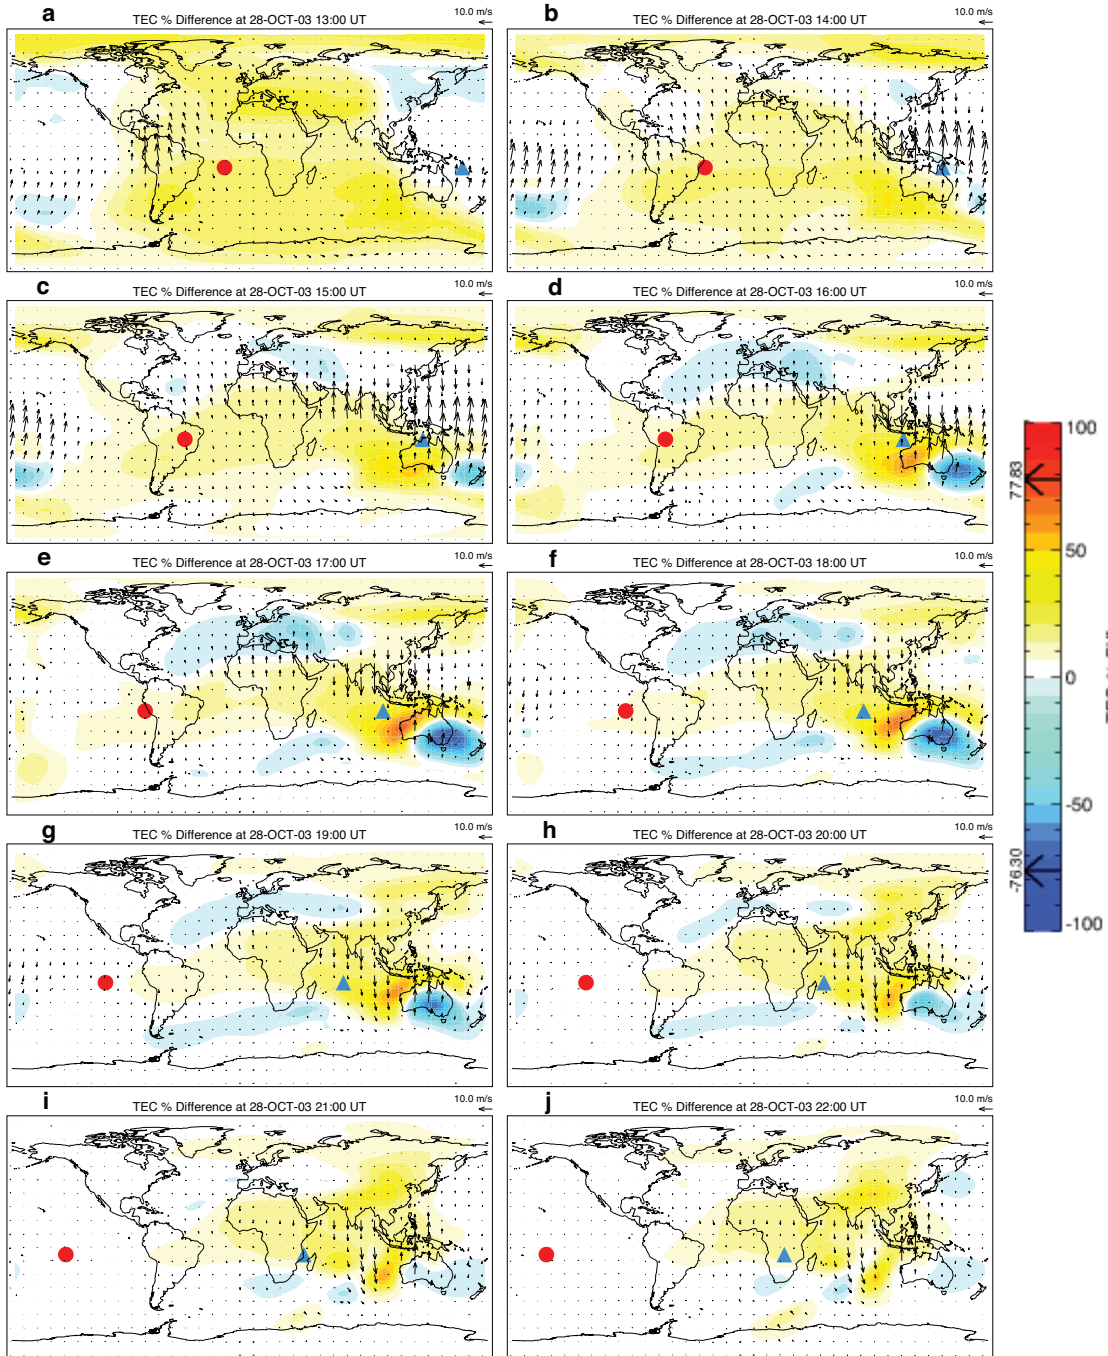 a
TEC % Difference at 28-OCT-03 13:00 UT
10.0 m/s
b
TEC % Difference at 28-OCT-03 14:00 UT
10.0 m/s
c
TEC % Difference at 28-OCT-03 15:00 UT
10.0 m/s
d
TEC % Difference at 28-OCT-03 16:00 UT
10.0 m/s
e
TEC % Difference at 28-OCT-03 17:00 UT
10.0 m/s
f
TEC % Difference at 28-OCT-03 18:00 UT
10.0 m/s
g
TEC % Difference at 28-OCT-03 19:00 UT
10.0 m/s
h
TEC % Difference at 28-OCT-03 20:00 UT
10.0 m/s
i
TEC % Difference at 28-OCT-03 21:00 UT
10.0 m/s
j
TEC % Difference at 28-OCT-03 22:00 UT
10.0 m/s
100
77.83
50
0
-50
-76.30
-100